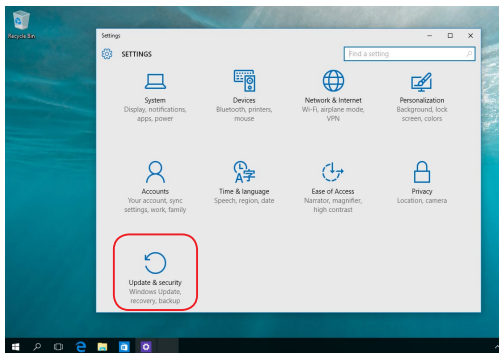 Recycle Bin
Settings
SETTINGS
Find a setting
System
Display, notifications,
apps, power
Devices
Bluetooth, printers,
mouse
Network & Internet
Wi-Fi, airplane mode,
VPN
Personalization
Background, lock
screen, colors
Accounts
Your account, sync
settings, work, family
Time & language
Speech, region, date
Ease of Access
Narrator, magnifier,
high contrast
Privacy
Location, camera
Update & security
Windows Update,
recovery, backup